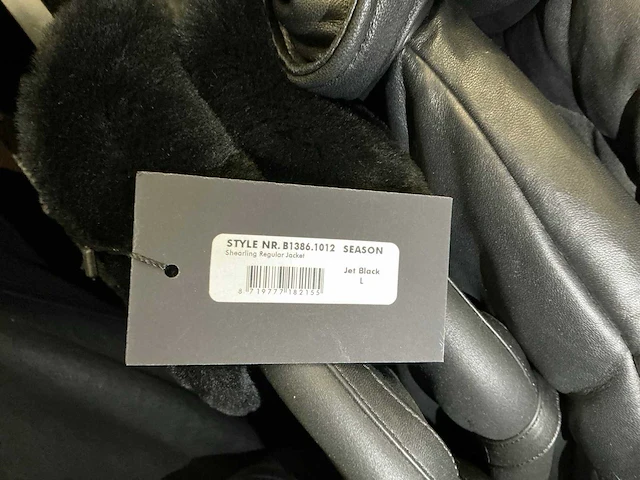 STYLE NR. B1386.1012 SEASON
Shearling Regular Jacket
Jet Black
L
8 719777 182155